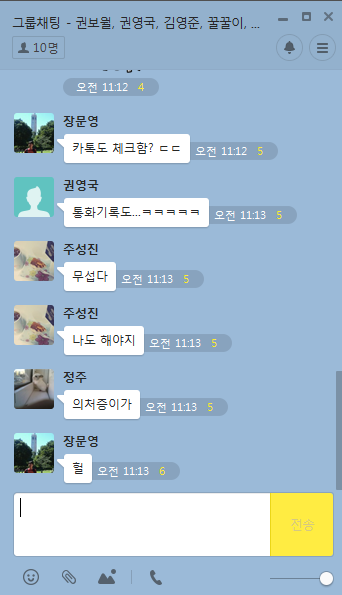 그룹채팅 - 권보월, 권영국, 김영준, 꿀꿀이, ...
10명
오전 11:12 4
장문영
카톡도 체크함? ㄷㄷ
오전 11:12 5
권영국
통화기록도...ㅋㅋㅋㅋㅋ
오전 11:13 5
주성진
무섭다
오전 11:13 5
주성진
나도 해야지
오전 11:13 5
정주
의처증이가
오전 11:13 5
장문영
헐
오전 11:13 6
전송